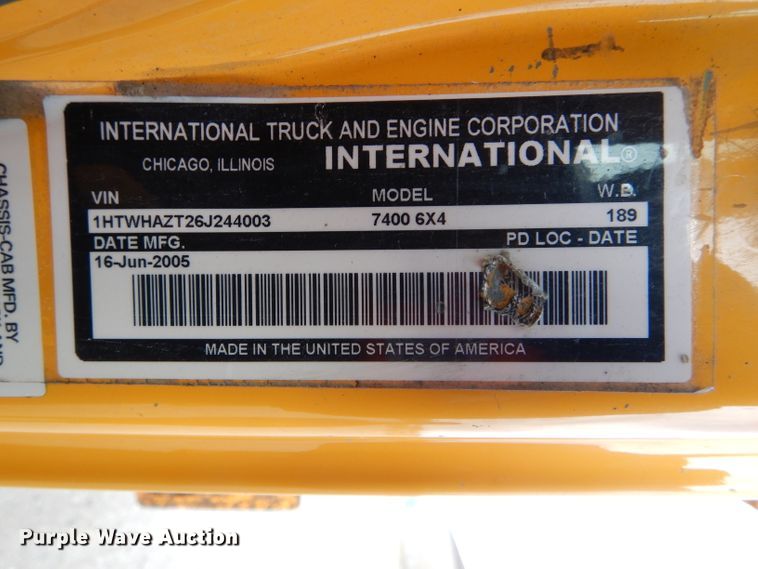 INTERNATIONAL TRUCK AND ENGINE CORPORATION
CHICAGO, ILLINOIS INTERNATIONAL®
VIN MODEL W.B.
1HTWHAZT26J244003 7400 6X4 189
DATE MFG. PD LOC - DATE
16-Jun-2005
MADE IN THE UNITED STATES OF AMERICA
CHASSIS-CAB MFD. BY
Purple Wave Auction